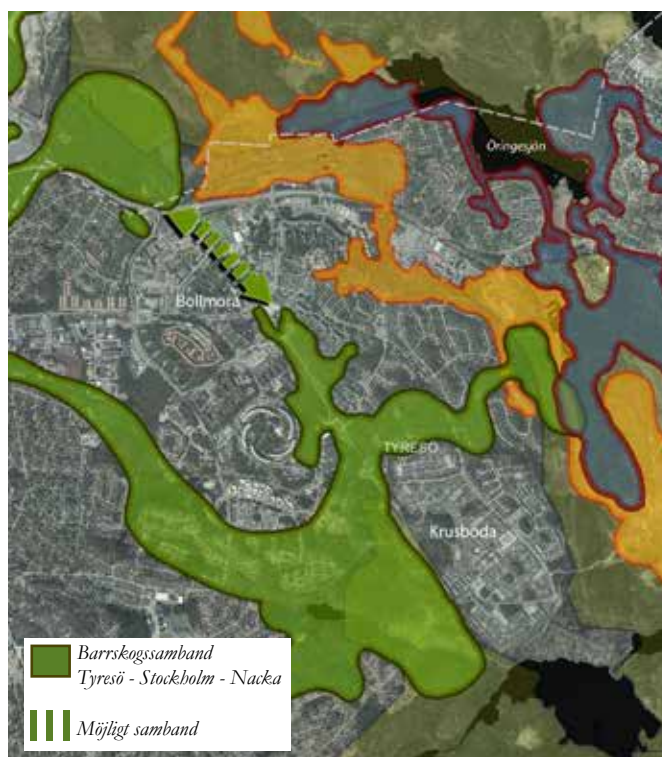 Öringesjön
Bollmora
TYRESÖ
Krusboda
Barrskogssamband
Tyresö - Stockholm - Nacka
Möjligt samband